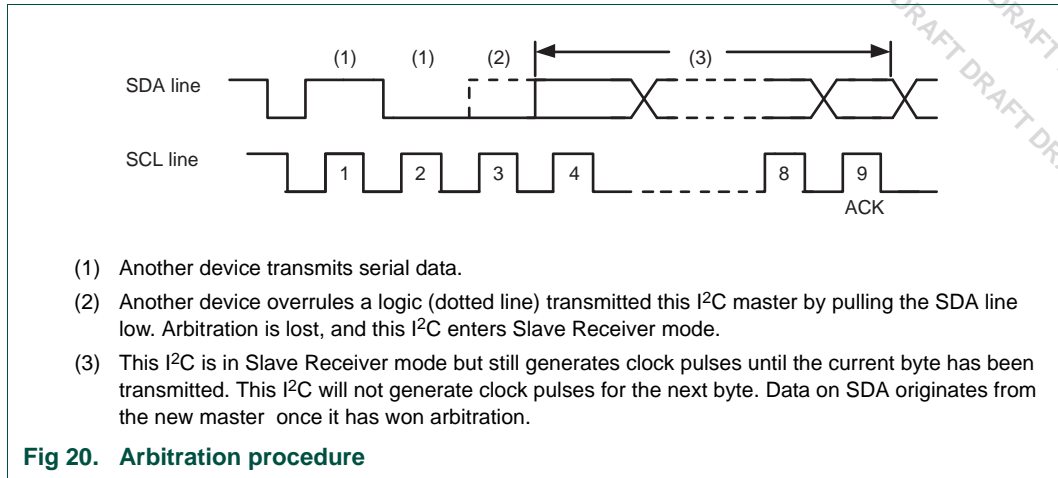 DRAFT DRAFT DRA
DRAFT
(1) (1) (2) (3)
SDA line
SCL line
1 2 3 4 8 9
ACK
(1) Another device transmits serial data.
(2) Another device overrules a logic (dotted line) transmitted this I2C master by pulling the SDA line
low. Arbitration is lost, and this I2C enters Slave Receiver mode.
(3) This I2C is in Slave Receiver mode but still generates clock pulses until the current byte has been
transmitted. This I2C will not generate clock pulses for the next byte. Data on SDA originates from
the new master once it has won arbitration.
Fig 20. Arbitration procedure